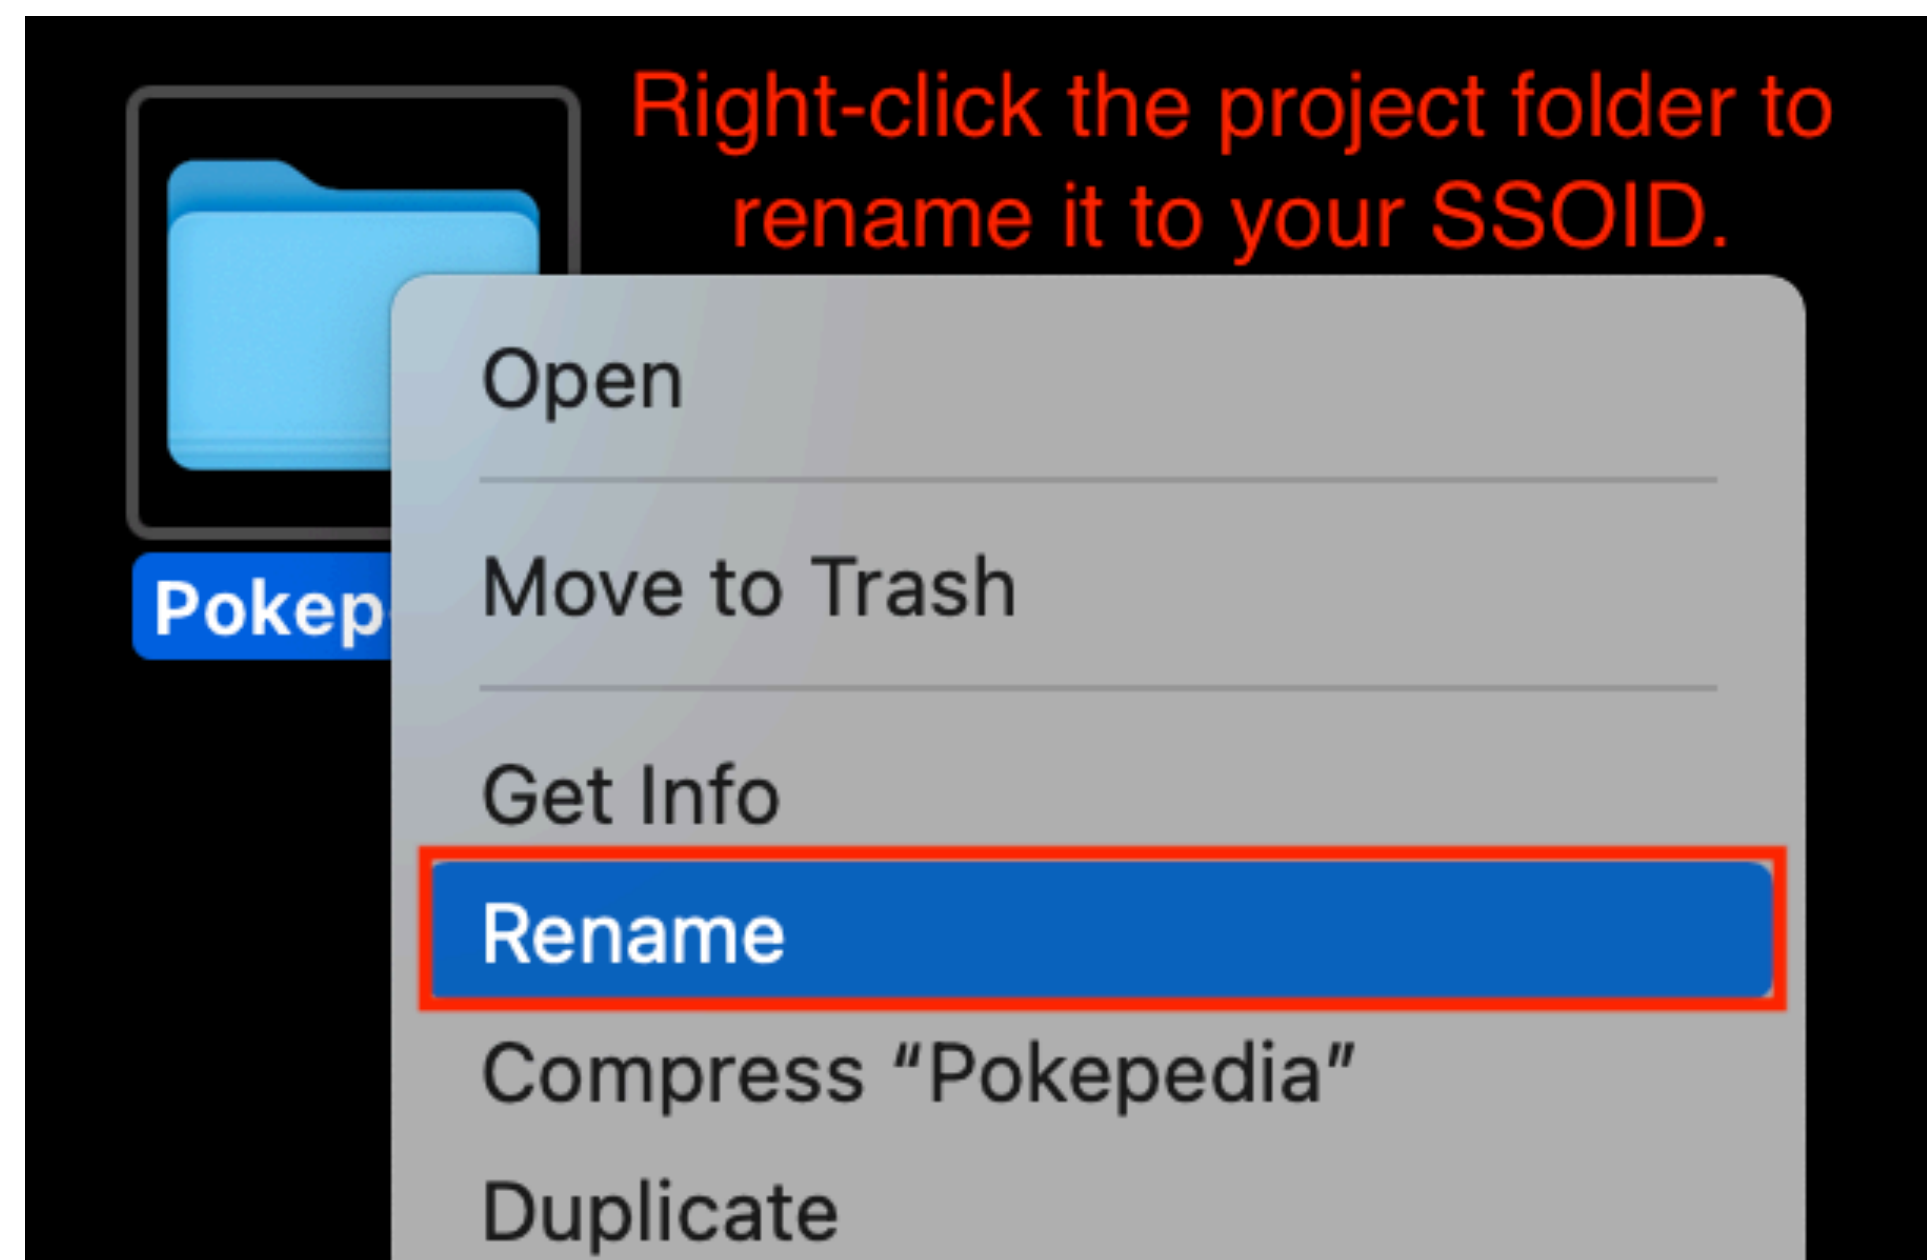 Right-click the project folder to
rename it to your SSOID.
Open
Move to Trash
Pokep
Get Info
Rename
Compress “Pokepedia”
Duplicate